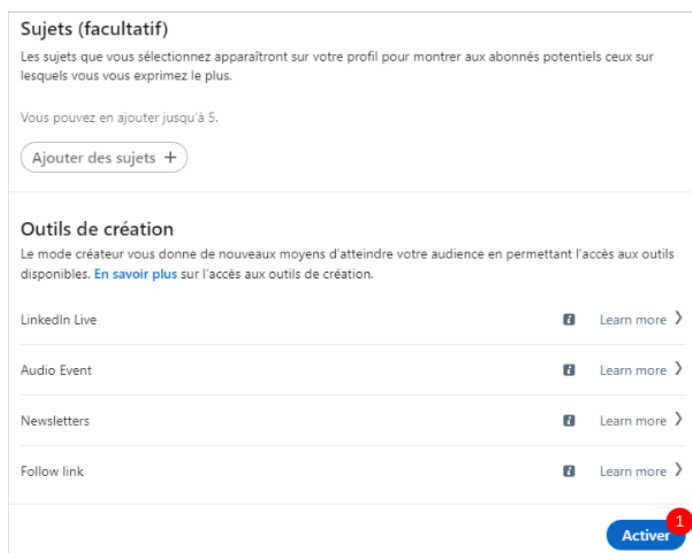 Sujets (facultatif)
Les sujets que vous sélectionnez apparaîtront sur votre profil pour montrer aux abonnés potentiels ceux sur
lesquels vous vous exprimez le plus.
Vous pouvez en ajouter jusqu'à 5.
Ajouter des sujets +
Outils de création
Le mode créateur vous donne de nouveaux moyens d'atteindre votre audience en permettant l'accès aux outils
disponibles. En savoir plus sur l'accès aux outils de création.
LinkedIn Live i Learn more >
Audio Event i Learn more >
Newsletters i Learn more >
Follow link i Learn more >
1
Activer